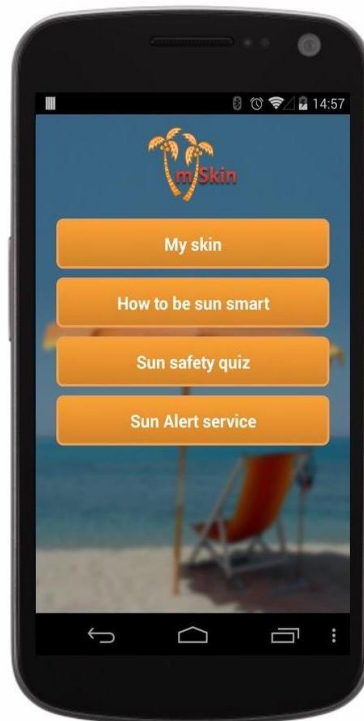 14:57
mSkin
My skin
How to be sun smart
Sun safety quiz
Sun Alert service